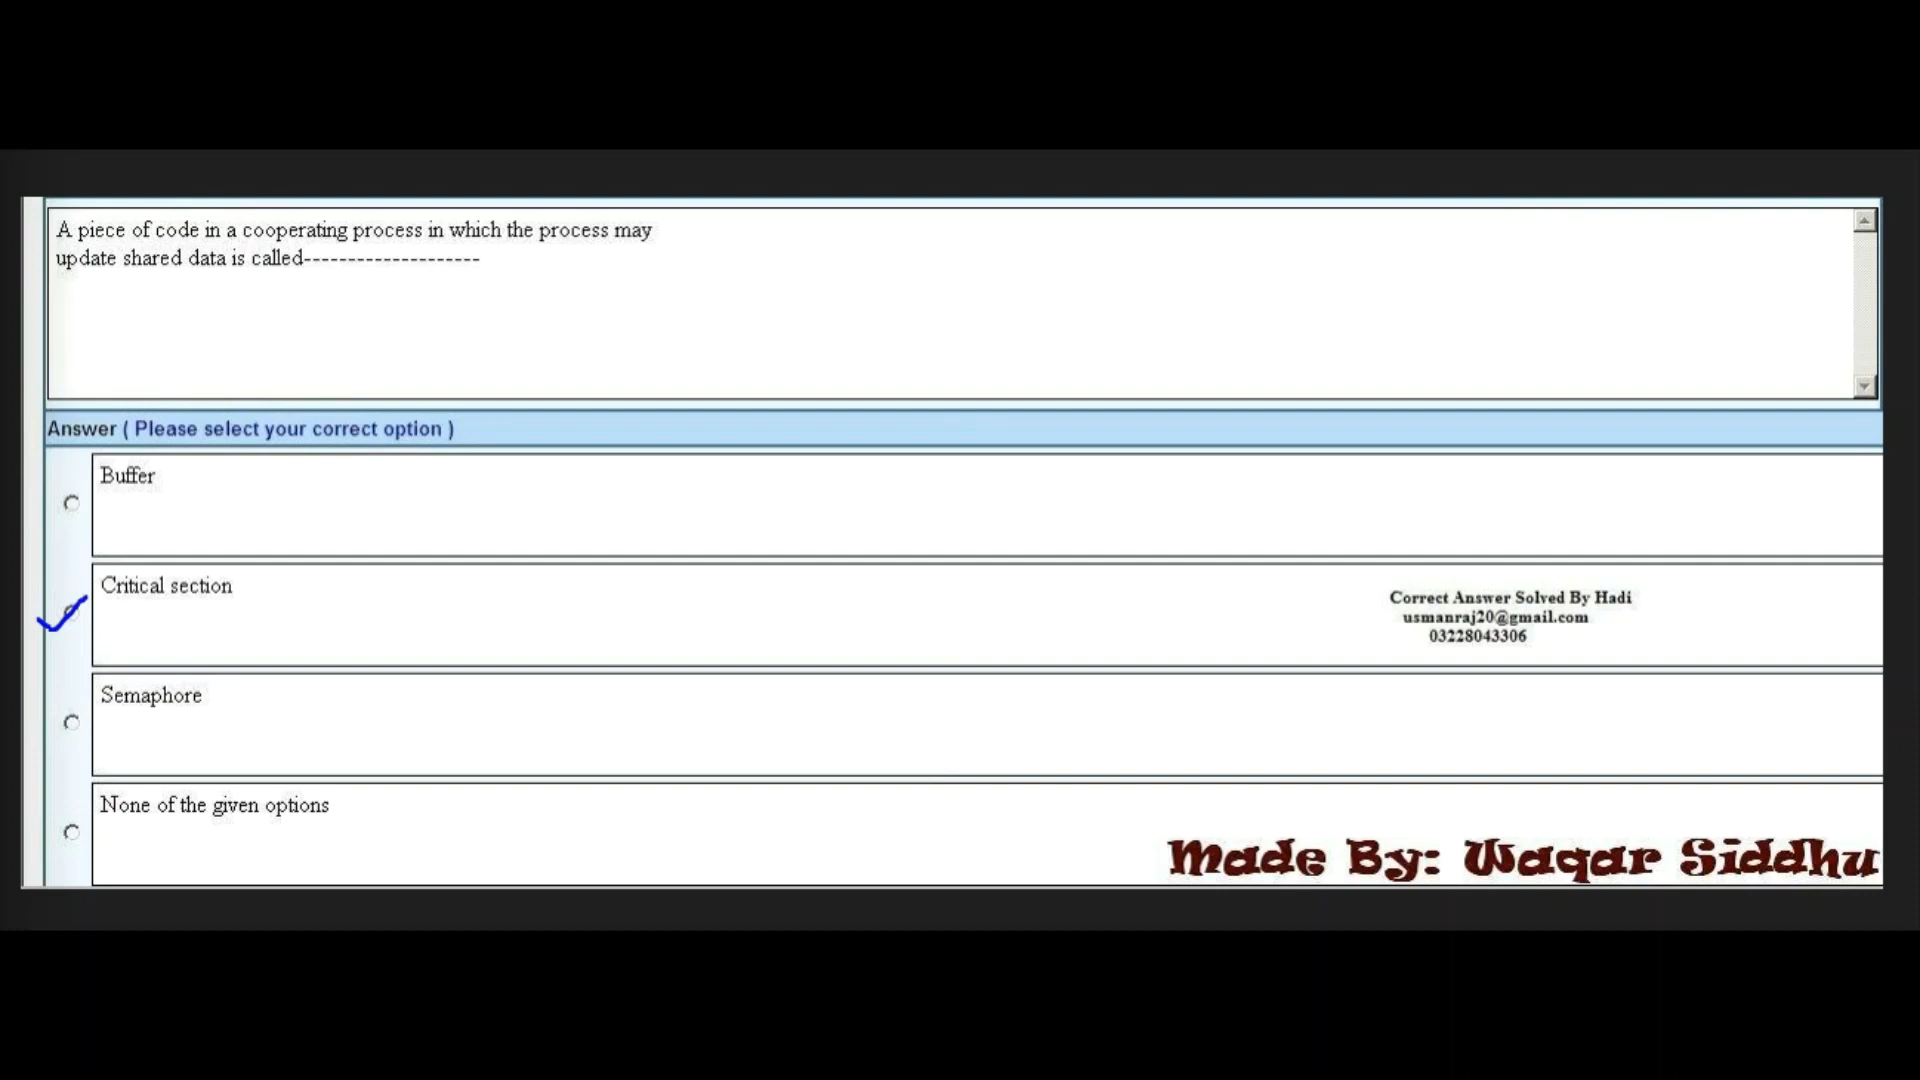 A piece of code in a cooperating process in which the process may
update shared data is called--------------------
Answer ( Please select your correct option )
Buffer
Critical section
Correct Answer Solved By Hadi
usmanraj20@gmail.com
03228043306
Semaphore
None of the given options
Made By: Waqar Siddhu